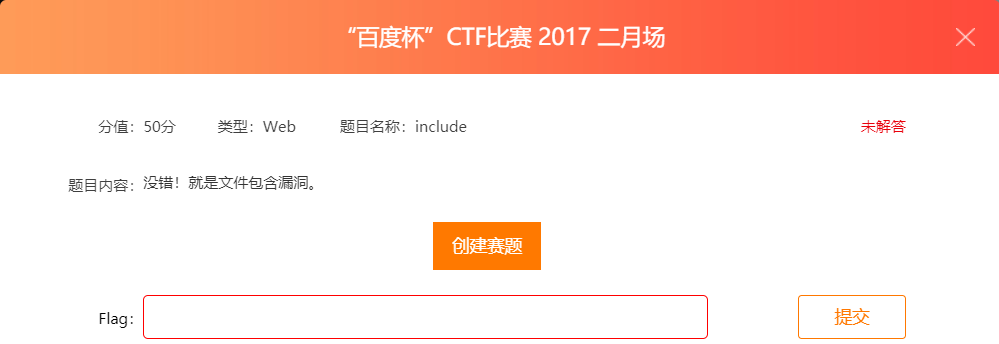 “百度杯”CTF比赛 2017 二月场
分值：50分 类型：Web 题目名称：include 未解答
题目内容：没错！就是文件包含漏洞。
创建赛题
Flag： 提交